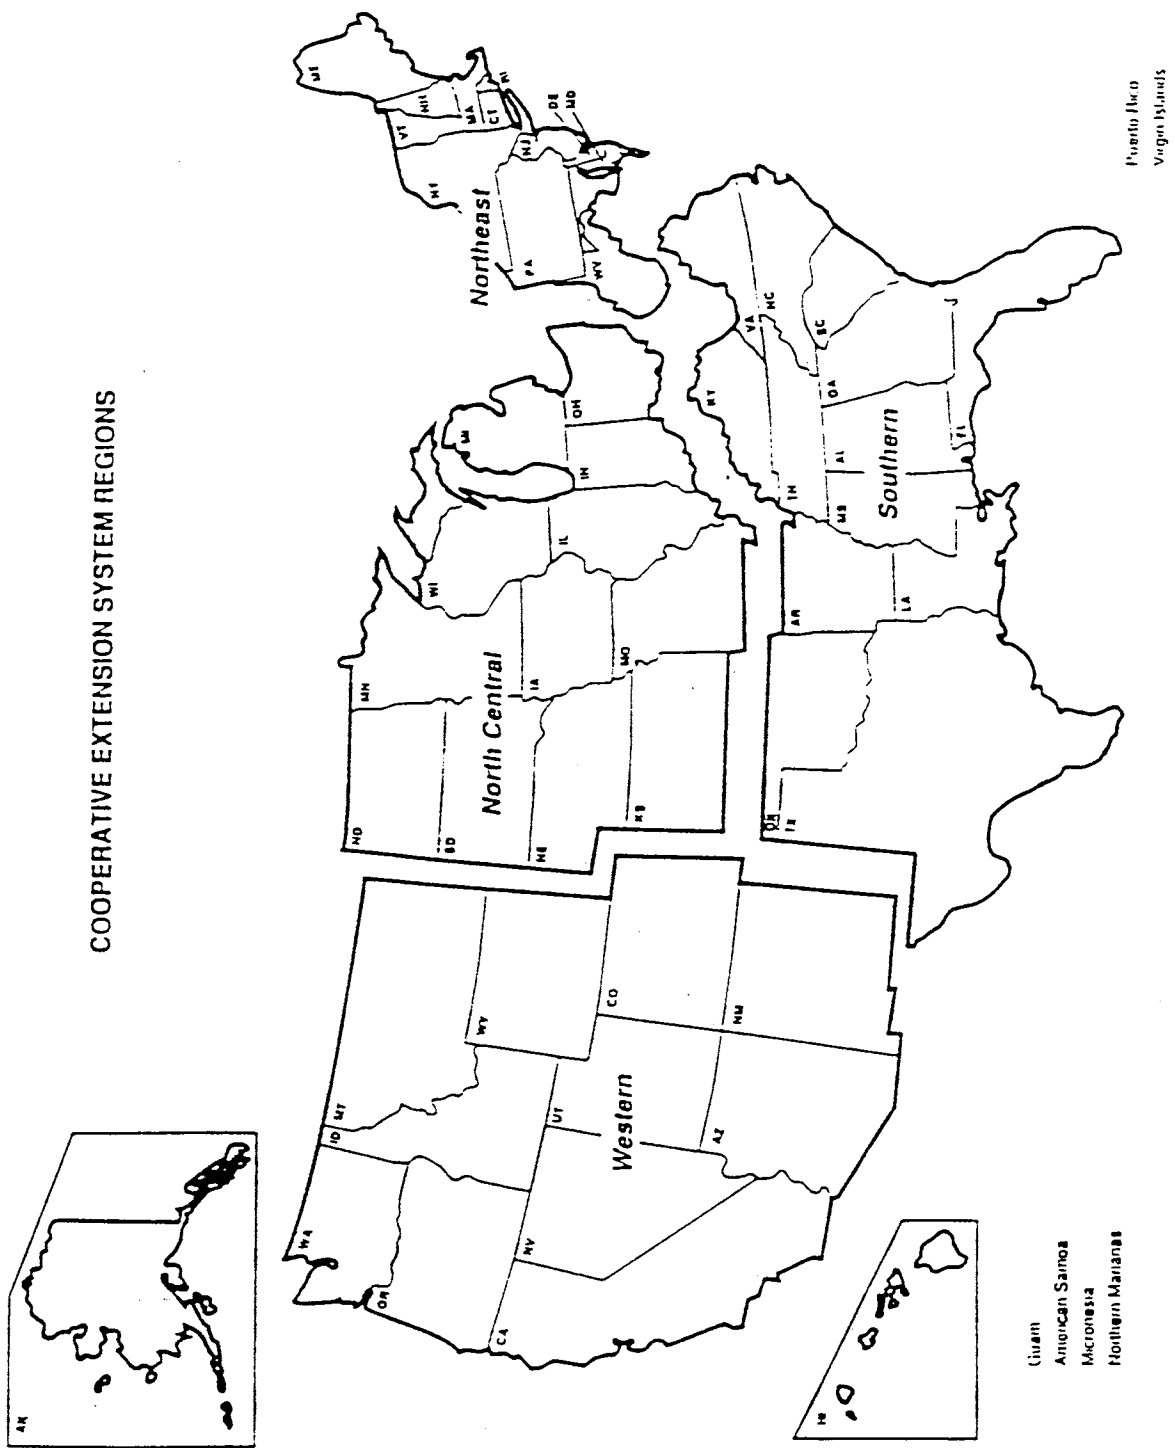 COOPERATIVE EXTENSION SYSTEM REGIONS
AK
WA
OR
CA
NV
ID
MT
WY
UT
CO
AZ
NM
Western
HI
Guam
American Samoa
Micronesia
Northern Marianas
ND
SD
NE
KS
MN
IA
MO
WI
IL
MI
IN
OH
North Central
ME
VT
NH
MA
CT
RI
NJ
DE
MD
PA
WV
Northeast
OK
TX
AR
LA
MS
TN
AL
KY
VA
NC
SC
GA
FL
Southern
Puerto Rico
Virgin Islands